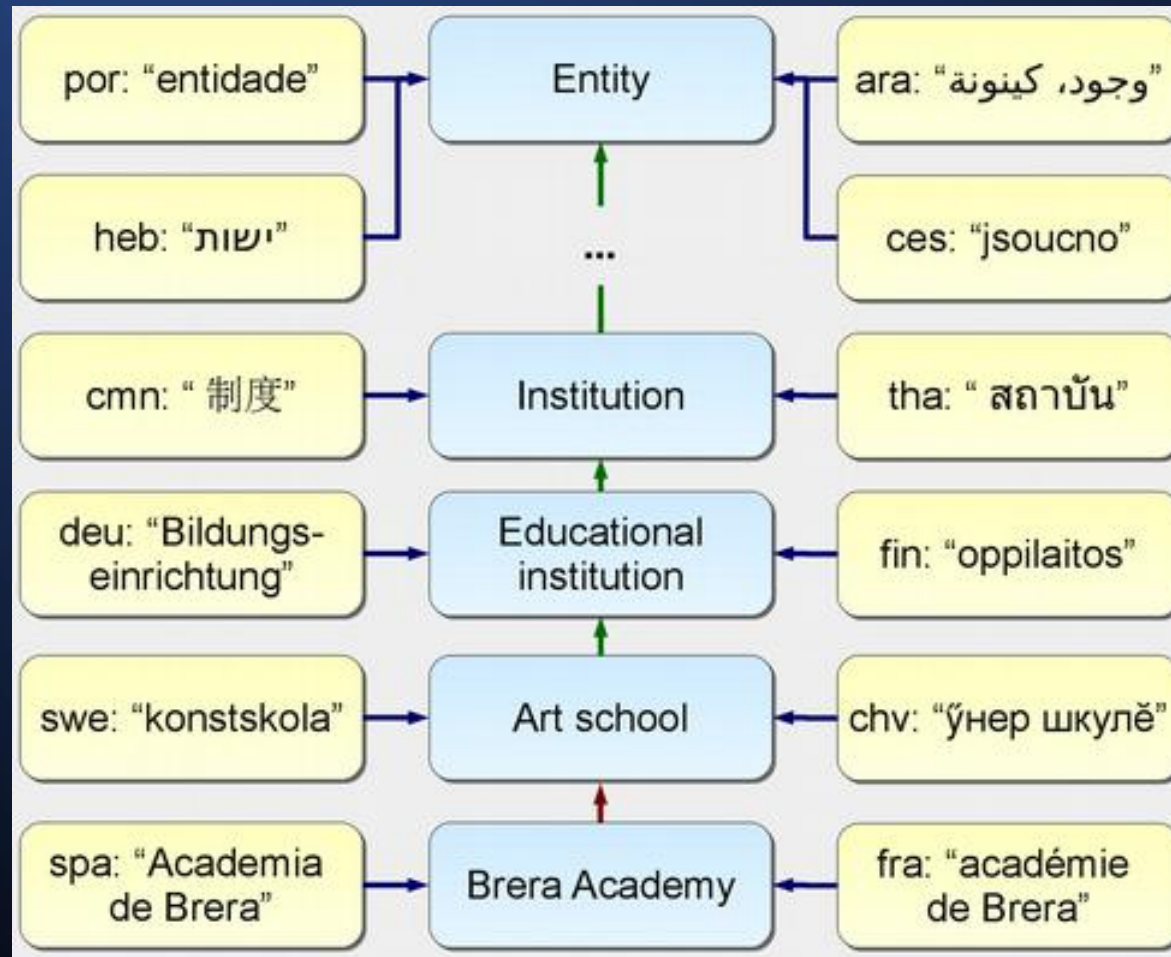 por: “entidade”
Entity
ara: “وجود، كينونة”
heb: “ישות”
...
ces: “jsoucno”
cmn: “ 制度”
Institution
tha: “ สถาบัน”
deu: “Bildungs-
einrichtung”
Educational
institution
fin: “oppilaitos”
swe: “konstskola”
Art school
chv: “ӳнер шкулӗ”
spa: “Academia
de Brera”
Brera Academy
fra: “académie
de Brera”